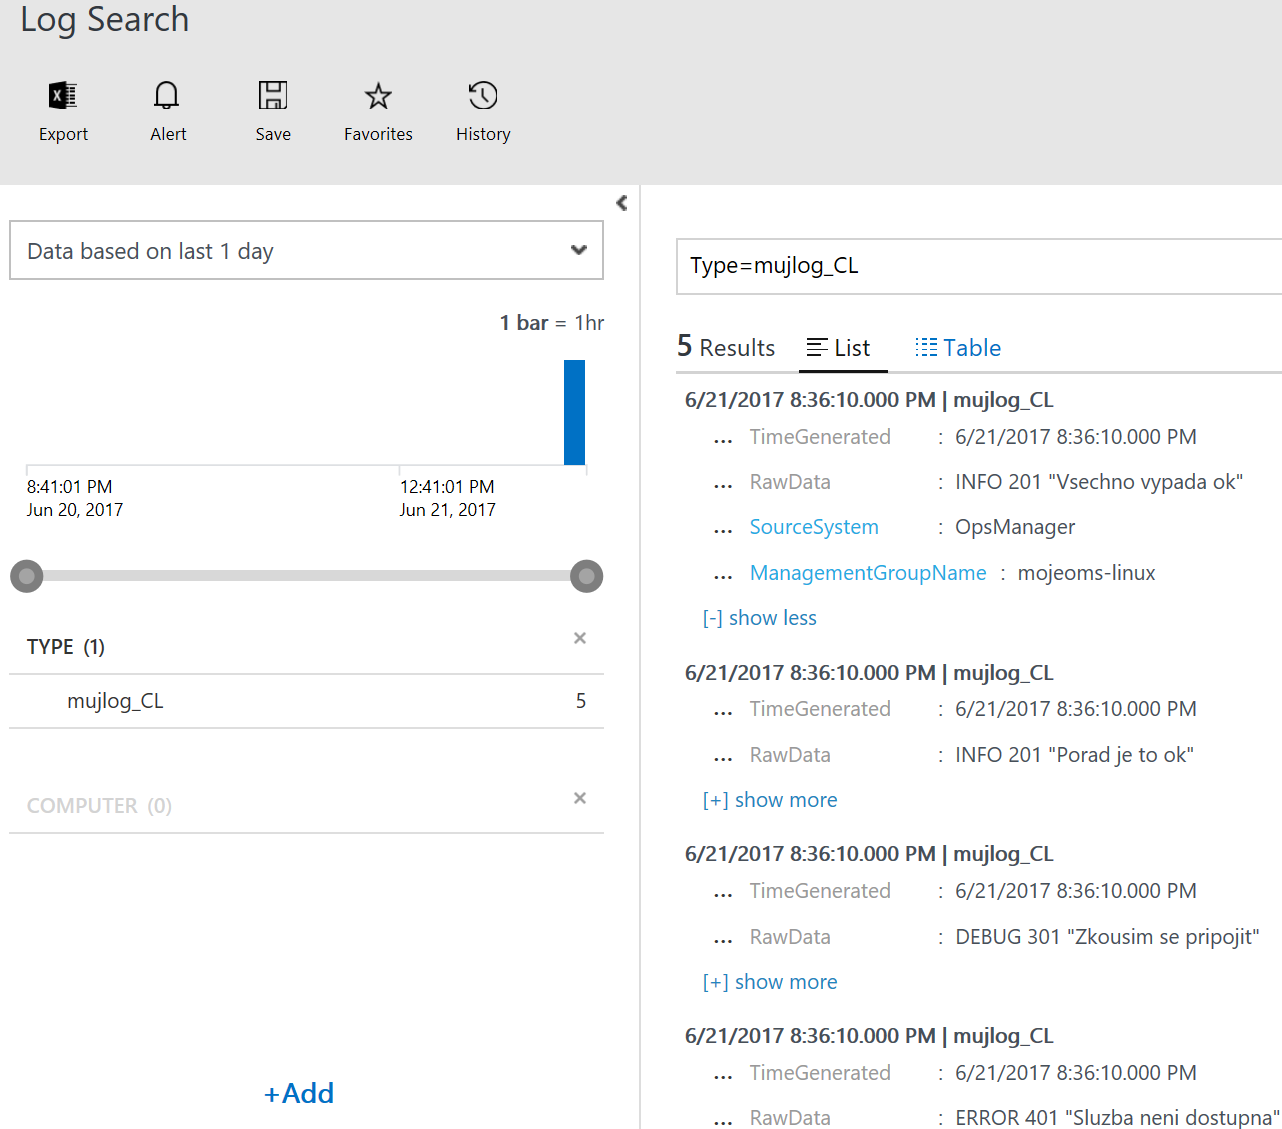 Log Search
Export Alert Save Favorites History
Data based on last 1 day
1 bar = 1hr
8:41:01 PM 12:41:01 PM
Jun 20, 2017 Jun 21, 2017
TYPE (1)
mujlog_CL 5
COMPUTER (0)
+Add
Type=mujlog_CL
5 Results List Table
6/21/2017 8:36:10.000 PM | mujlog_CL
... TimeGenerated : 6/21/2017 8:36:10.000 PM
... RawData : INFO 201 "Vsechno vypada ok"
... SourceSystem : OpsManager
... ManagementGroupName : mojeoms-linux
[-] show less
6/21/2017 8:36:10.000 PM | mujlog_CL
... TimeGenerated : 6/21/2017 8:36:10.000 PM
... RawData : INFO 201 "Porad je to ok"
[+] show more
6/21/2017 8:36:10.000 PM | mujlog_CL
... TimeGenerated : 6/21/2017 8:36:10.000 PM
... RawData : DEBUG 301 "Zkousim se pripojit"
[+] show more
6/21/2017 8:36:10.000 PM | mujlog_CL
... TimeGenerated : 6/21/2017 8:36:10.000 PM
... RawData : ERROR 401 "Sluzba neni dostupna"